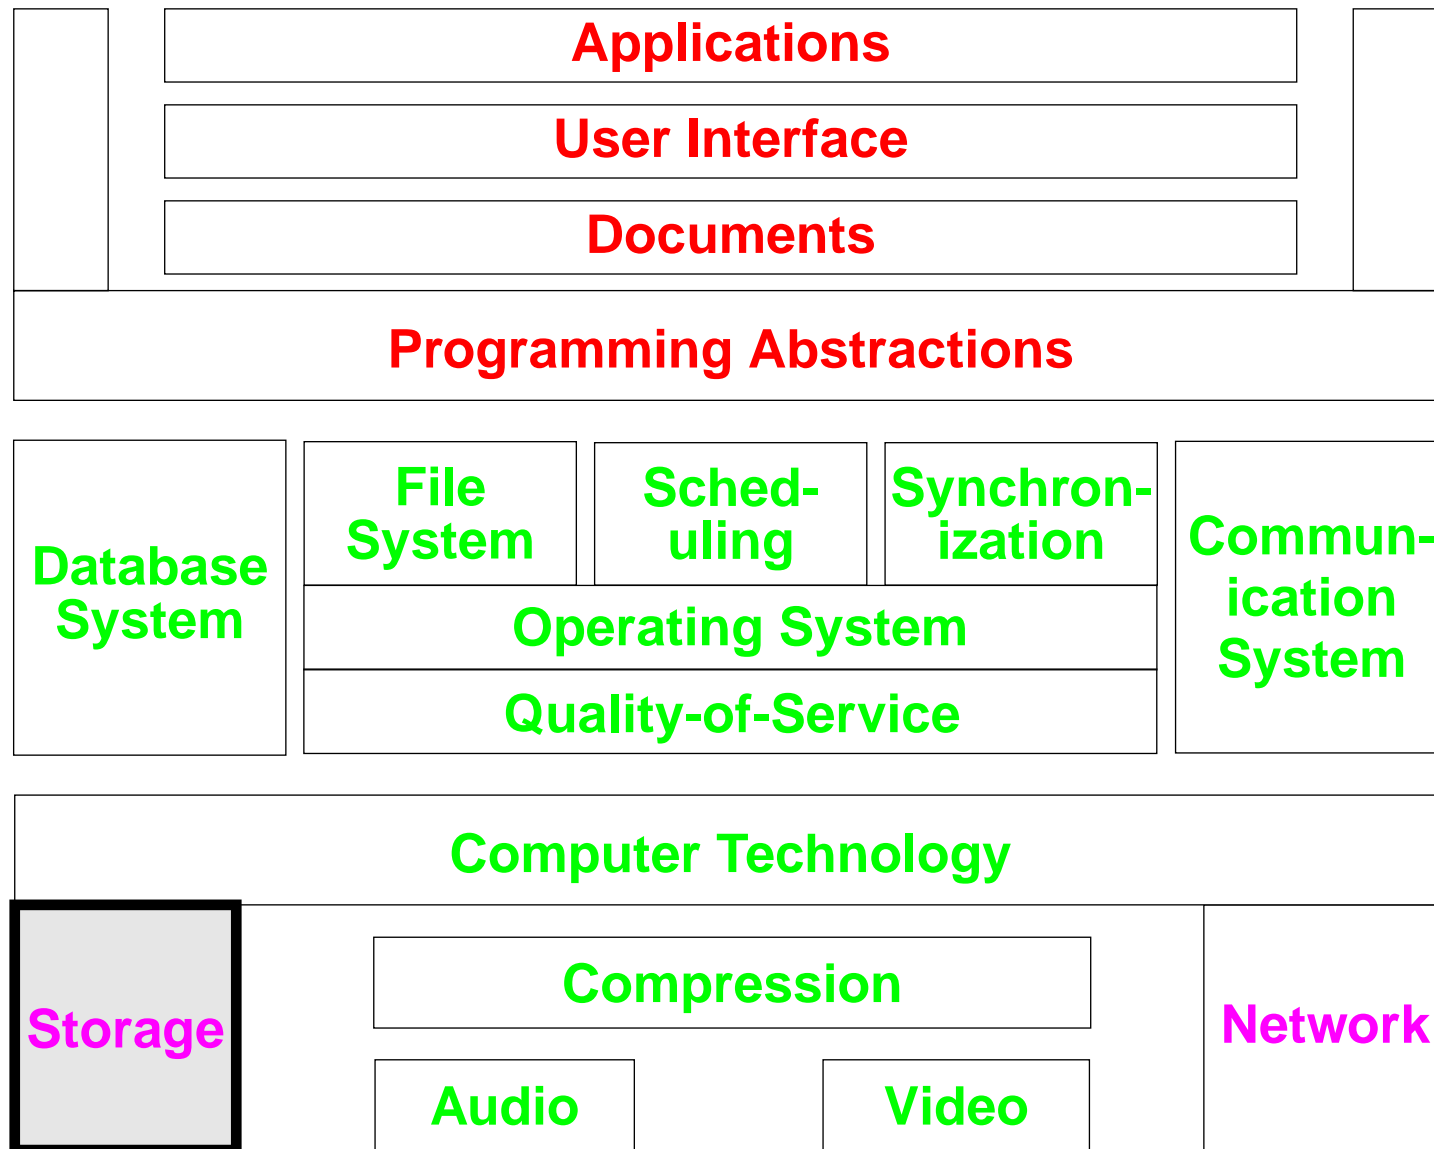 Applications
User Interface
Documents
Programming Abstractions
Database
System
File
System
Sched-
uling
Synchron-
ization
Operating System
Quality-of-Service
Commun-
ication
System
Computer Technology
Storage
Compression
Audio
Video
Network